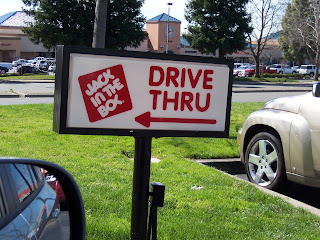 JACK
IN THE
BOX
DRIVE
THRU